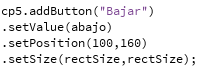 cp5.addButton("Bajar")
.setValue(abajo)
.setPosition(100,160)
.setSize(rectSize,rectSize);